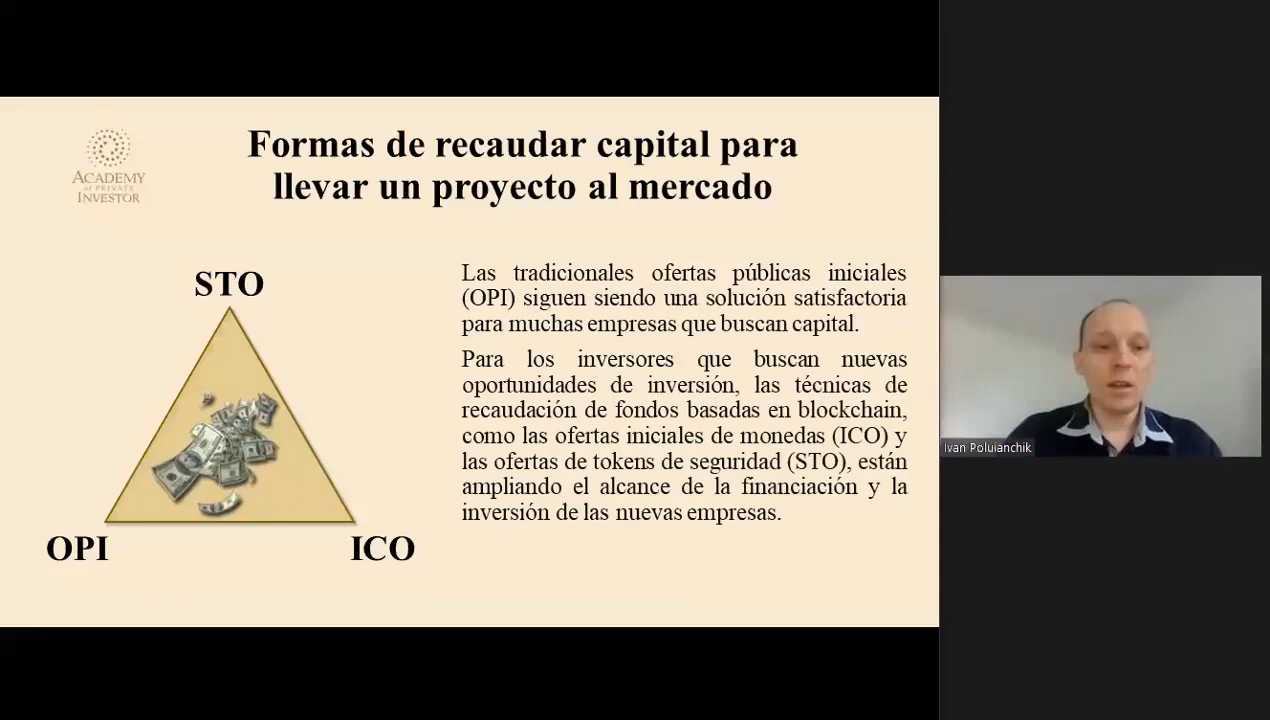 ACADEMY
of PRIVATE
INVESTOR
Formas de recaudar capital para
llevar un proyecto al mercado
STO
OPI
ICO
Las tradicionales ofertas públicas iniciales
(OPI) siguen siendo una solución satisfactoria
para muchas empresas que buscan capital.
Para los inversores que buscan nuevas
oportunidades de inversión, las técnicas de
recaudación de fondos basadas en blockchain,
como las ofertas iniciales de monedas (ICO) y
las ofertas de tokens de seguridad (STO), están
ampliando el alcance de la financiación y la
inversión de las nuevas empresas.
Ivan Poluianchik